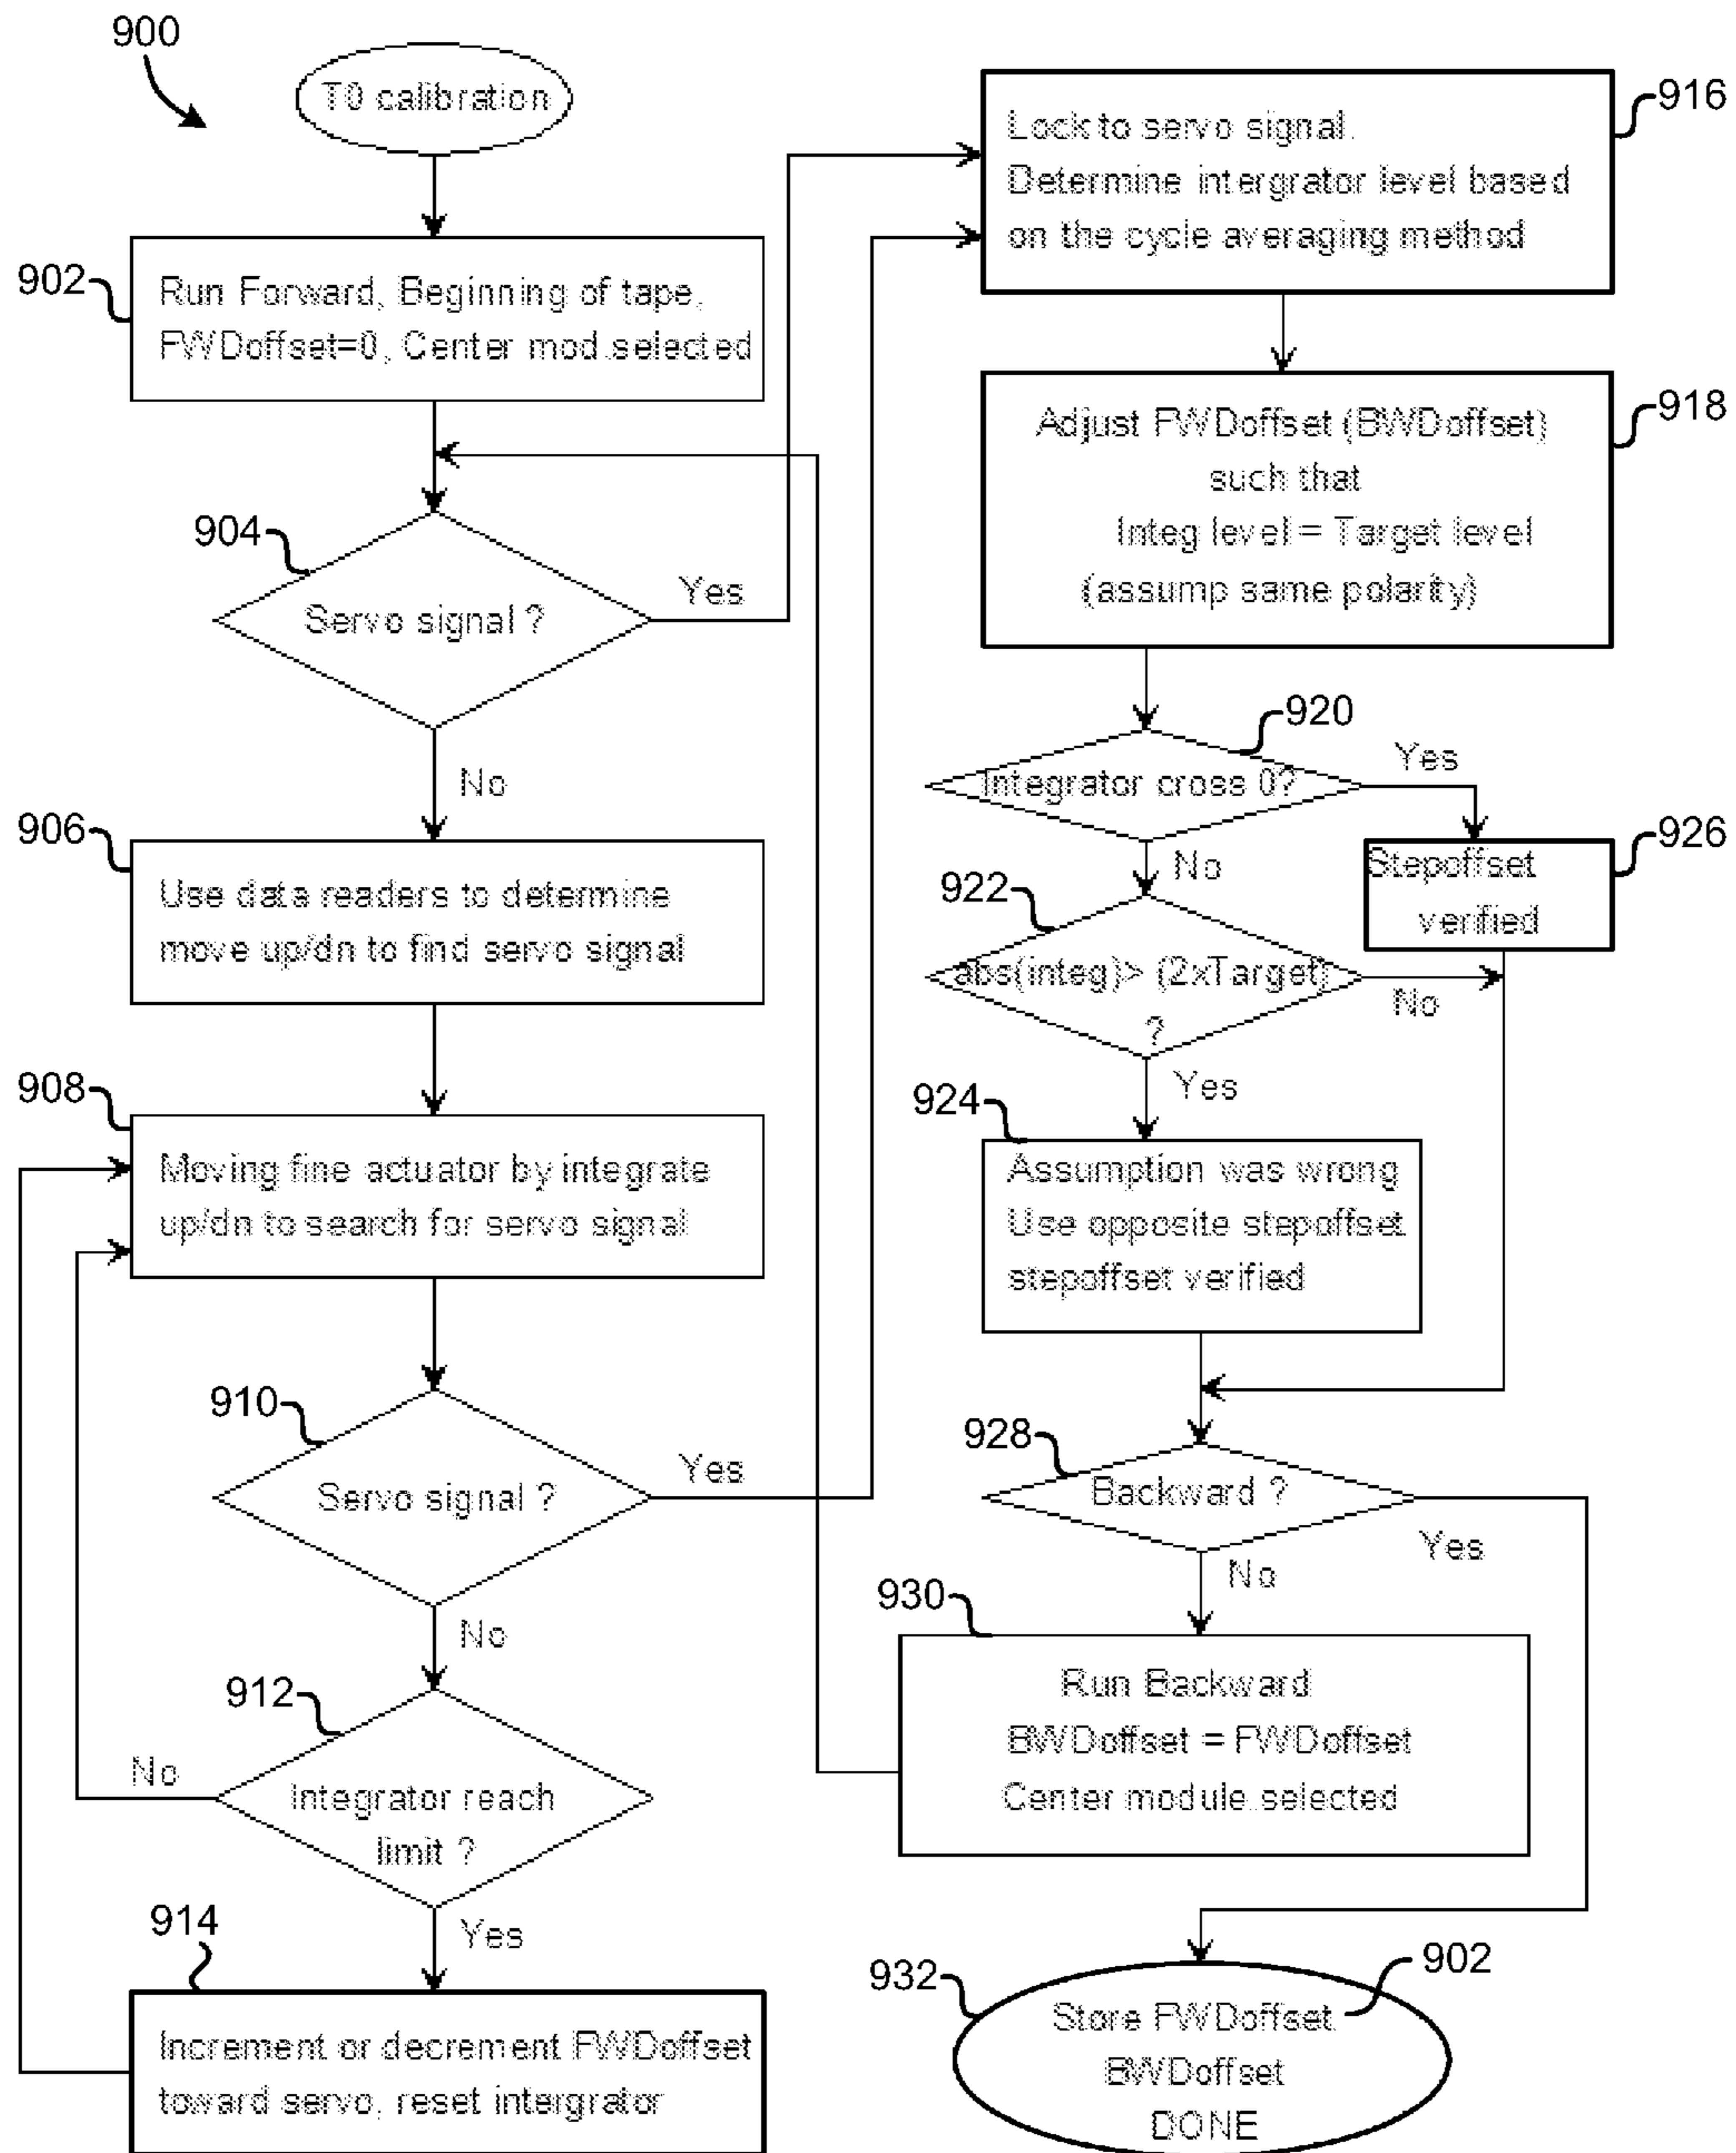 900
T0 calibration
902
Run Forward, Beginning of tape,
FWDoffset=0, Center mod.selected
904
Servo signal ?
Yes
No
906
Use data readers to determine
move up/dn to find servo signal
908
Moving fine actuator by integrate
up/dn to search for servo signal
910
Servo signal ?
Yes
No
912
Integrator reach
limit ?
No
Yes
914
Increment or decrement FWDoffset
toward servo, reset intergrator
916
Lock to servo signal.
Determine intergrator level based
on the cycle averaging method
918
Adjust FWDoffset (BWDoffset)
such that
Integ level = Target level
(assump same polarity)
920
Integrator cross 0?
Yes
No
926
Stepoffset
verified
922
abs(integ)> (2xTarget)
?
No
Yes
924
Assumption was wrong
Use opposite stepoffset
stepoffset verified
928
Backward ?
Yes
No
930
Run Backward
BWDoffset = FWDoffset
Center module selected
932
902
Store FWDoffset
BWDoffset
DONE